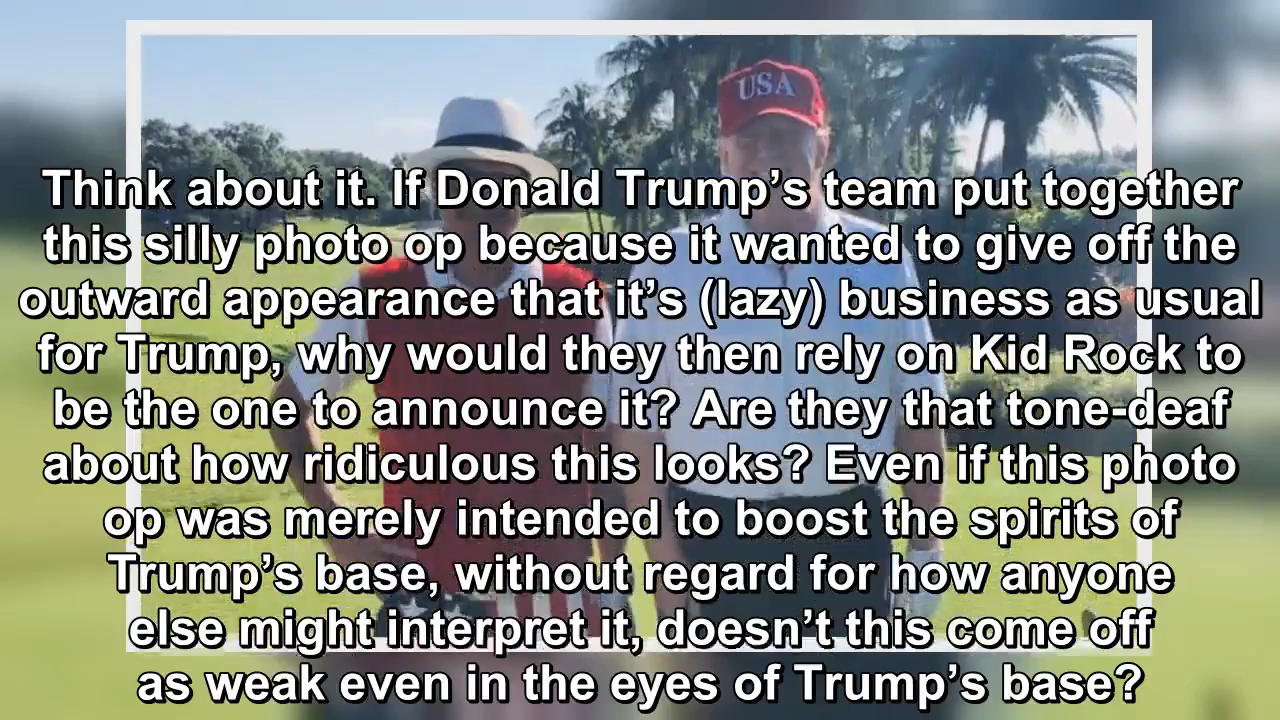 USA
Think about it. If Donald Trump’s team put together
this silly photo op because it wanted to give off the
outward appearance that it’s (lazy) business as usual
for Trump, why would they then rely on Kid Rock to
be the one to announce it? Are they that tone-deaf
about how ridiculous this looks? Even if this photo
op was merely intended to boost the spirits of
Trump’s base, without regard for how anyone
else might interpret it, doesn’t this come off
as weak even in the eyes of Trump’s base?